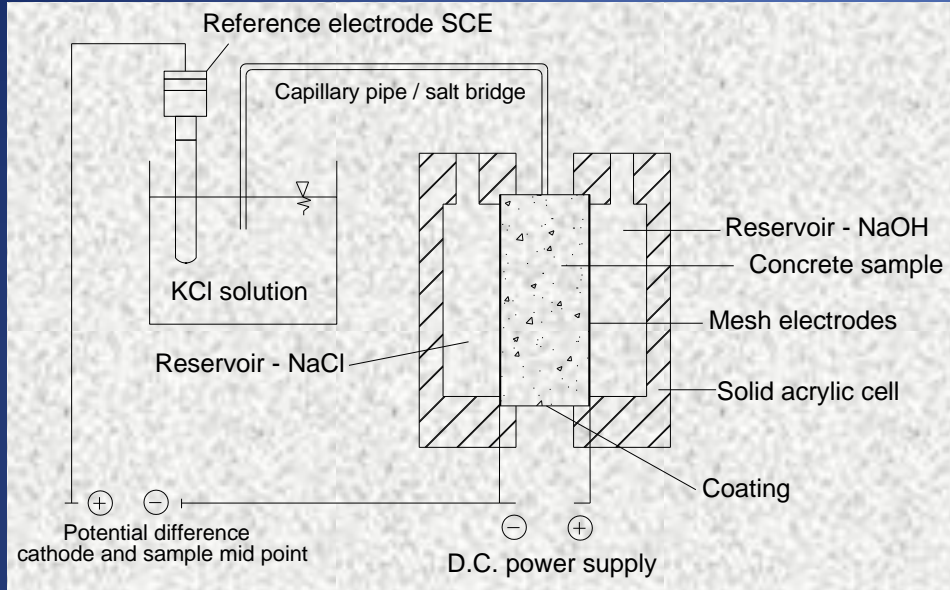 Reference electrode SCE
Capillary pipe / salt bridge
Reservoir - NaOH
Concrete sample
KCl solution
Mesh electrodes
Reservoir - NaCl
Solid acrylic cell
Coating
+ - - +
Potential difference
cathode and sample mid point
D.C. power supply